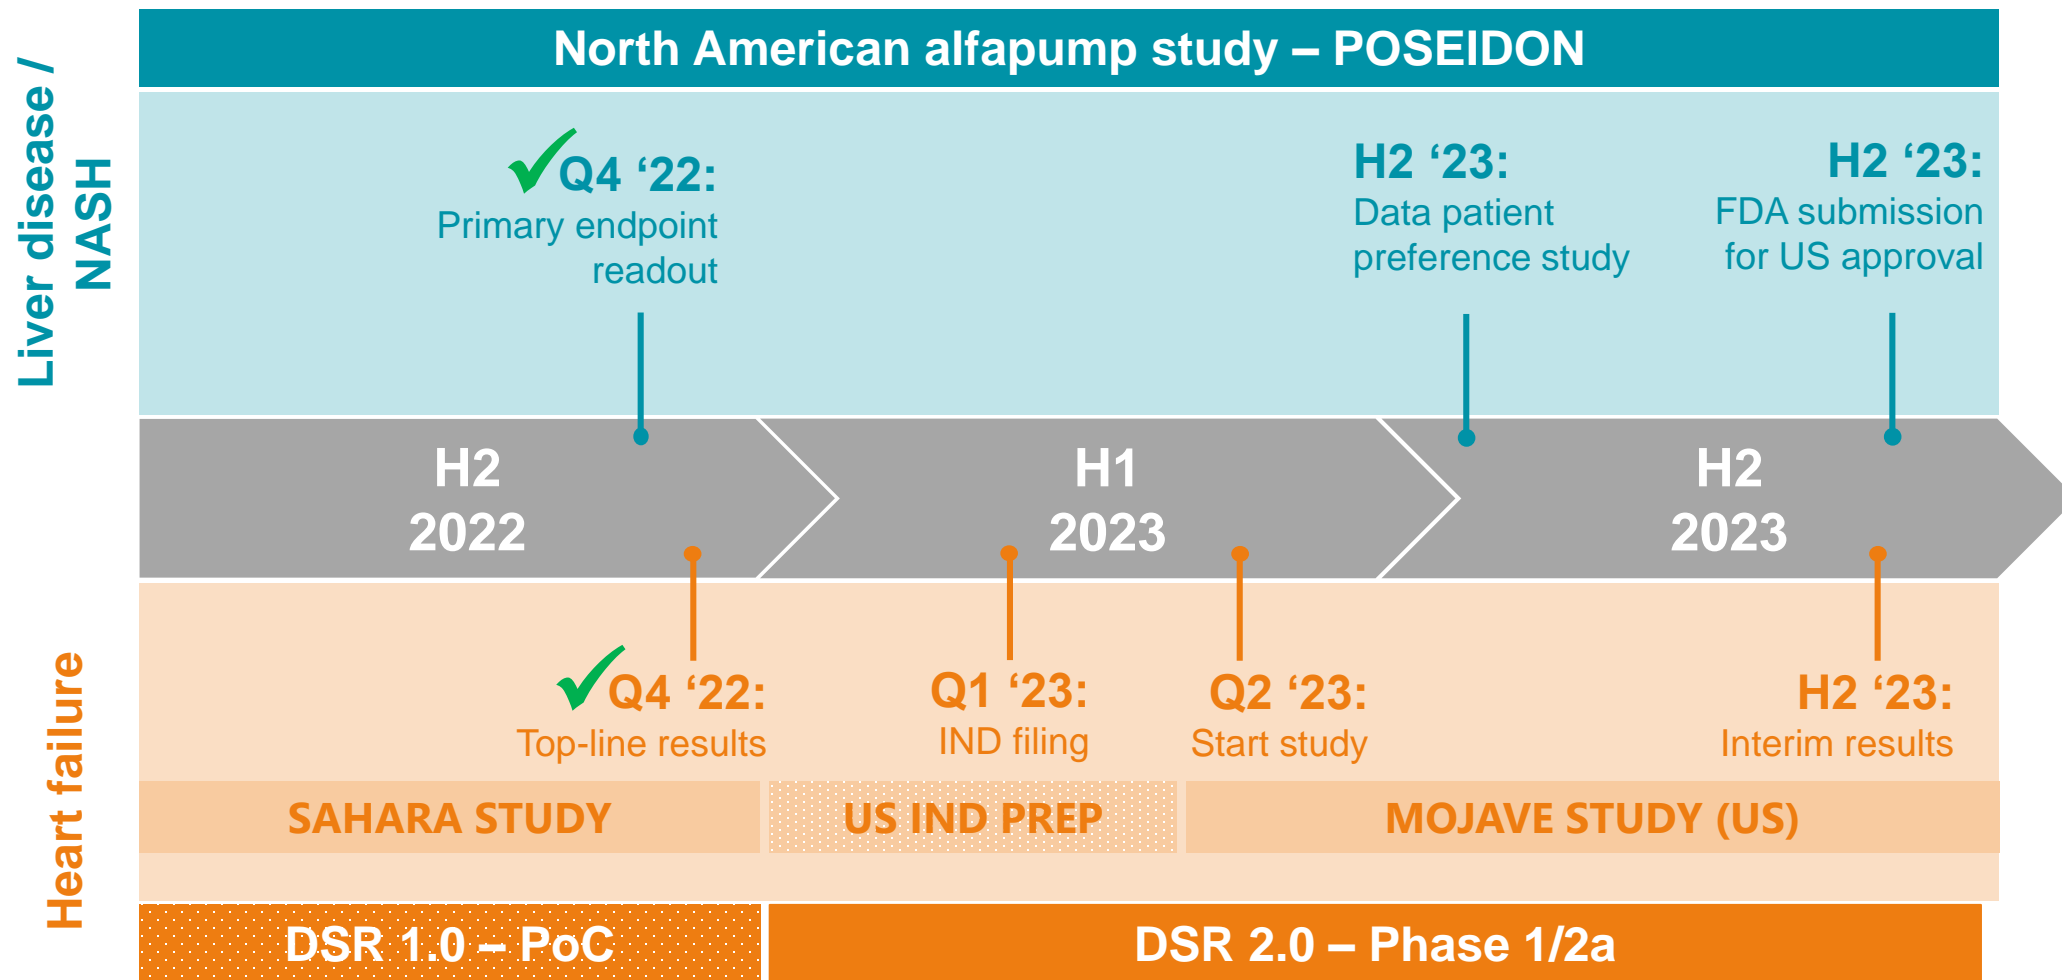 North American alfapump study – POSEIDON
Liver disease /
NASH
Q4 ‘22:
Primary endpoint
readout
H2 ‘23:
Data patient
preference study
H2 ‘23:
FDA submission
for US approval
H2
2022
H1
2023
H2
2023
Heart failure
Q4 ‘22:
Top-line results
Q1 ‘23:
IND filing
Q2 ‘23:
Start study
H2 ‘23:
Interim results
SAHARA STUDY
US IND PREP
MOJAVE STUDY (US)
DSR 1.0 – PoC
DSR 2.0 – Phase 1/2a